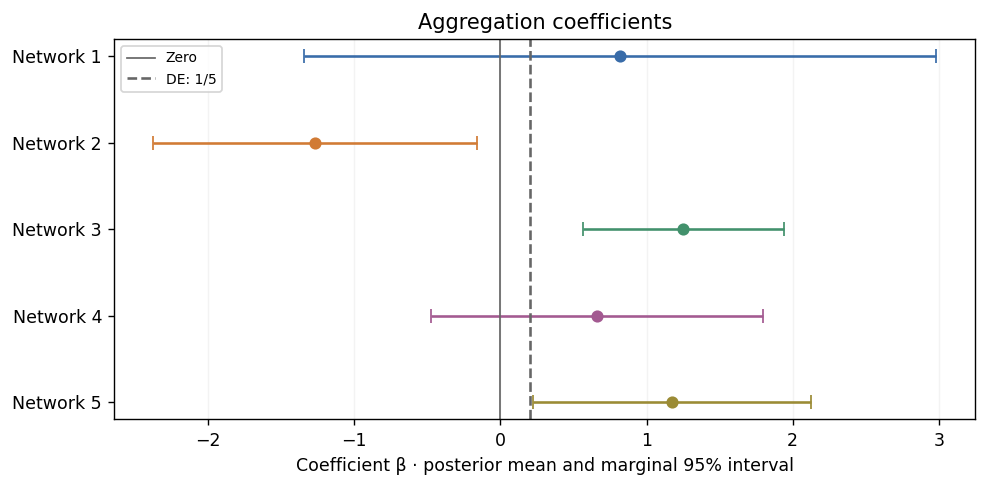 Aggregation coefficients
Zero
DE: 1/5
Network 1
Network 2
Network 3
Network 4
Network 5
−2
−1
0
1
2
3
Coefficient β · posterior mean and marginal 95% interval